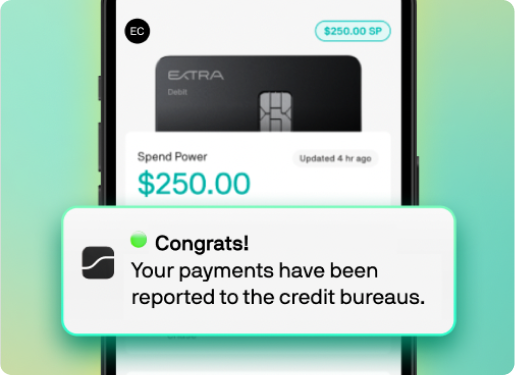 EC
$250.00 SP
EXTRA
Debit
Spend Power
Updated 4 hr ago
$250.00
Congrats!
Your payments have been
reported to the credit bureaus.